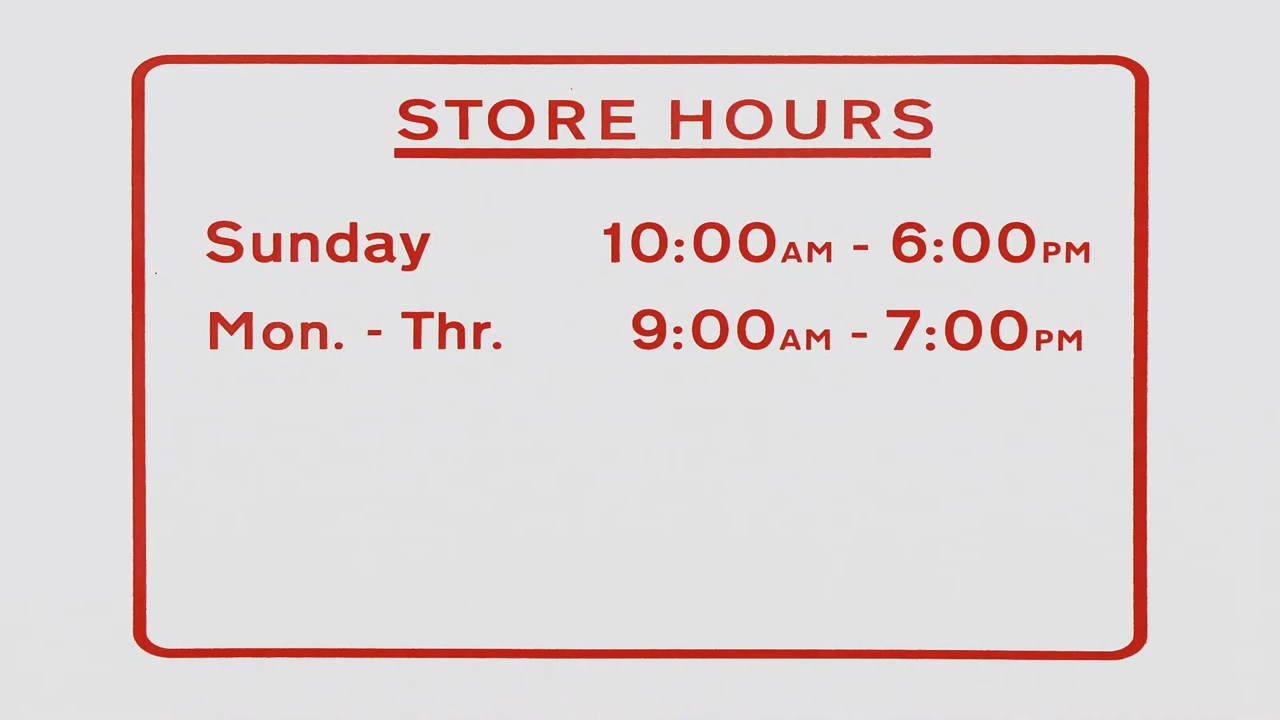 STORE HOURS
Sunday 10:00AM - 6:00PM
Mon. - Thr. 9:00AM - 7:00PM